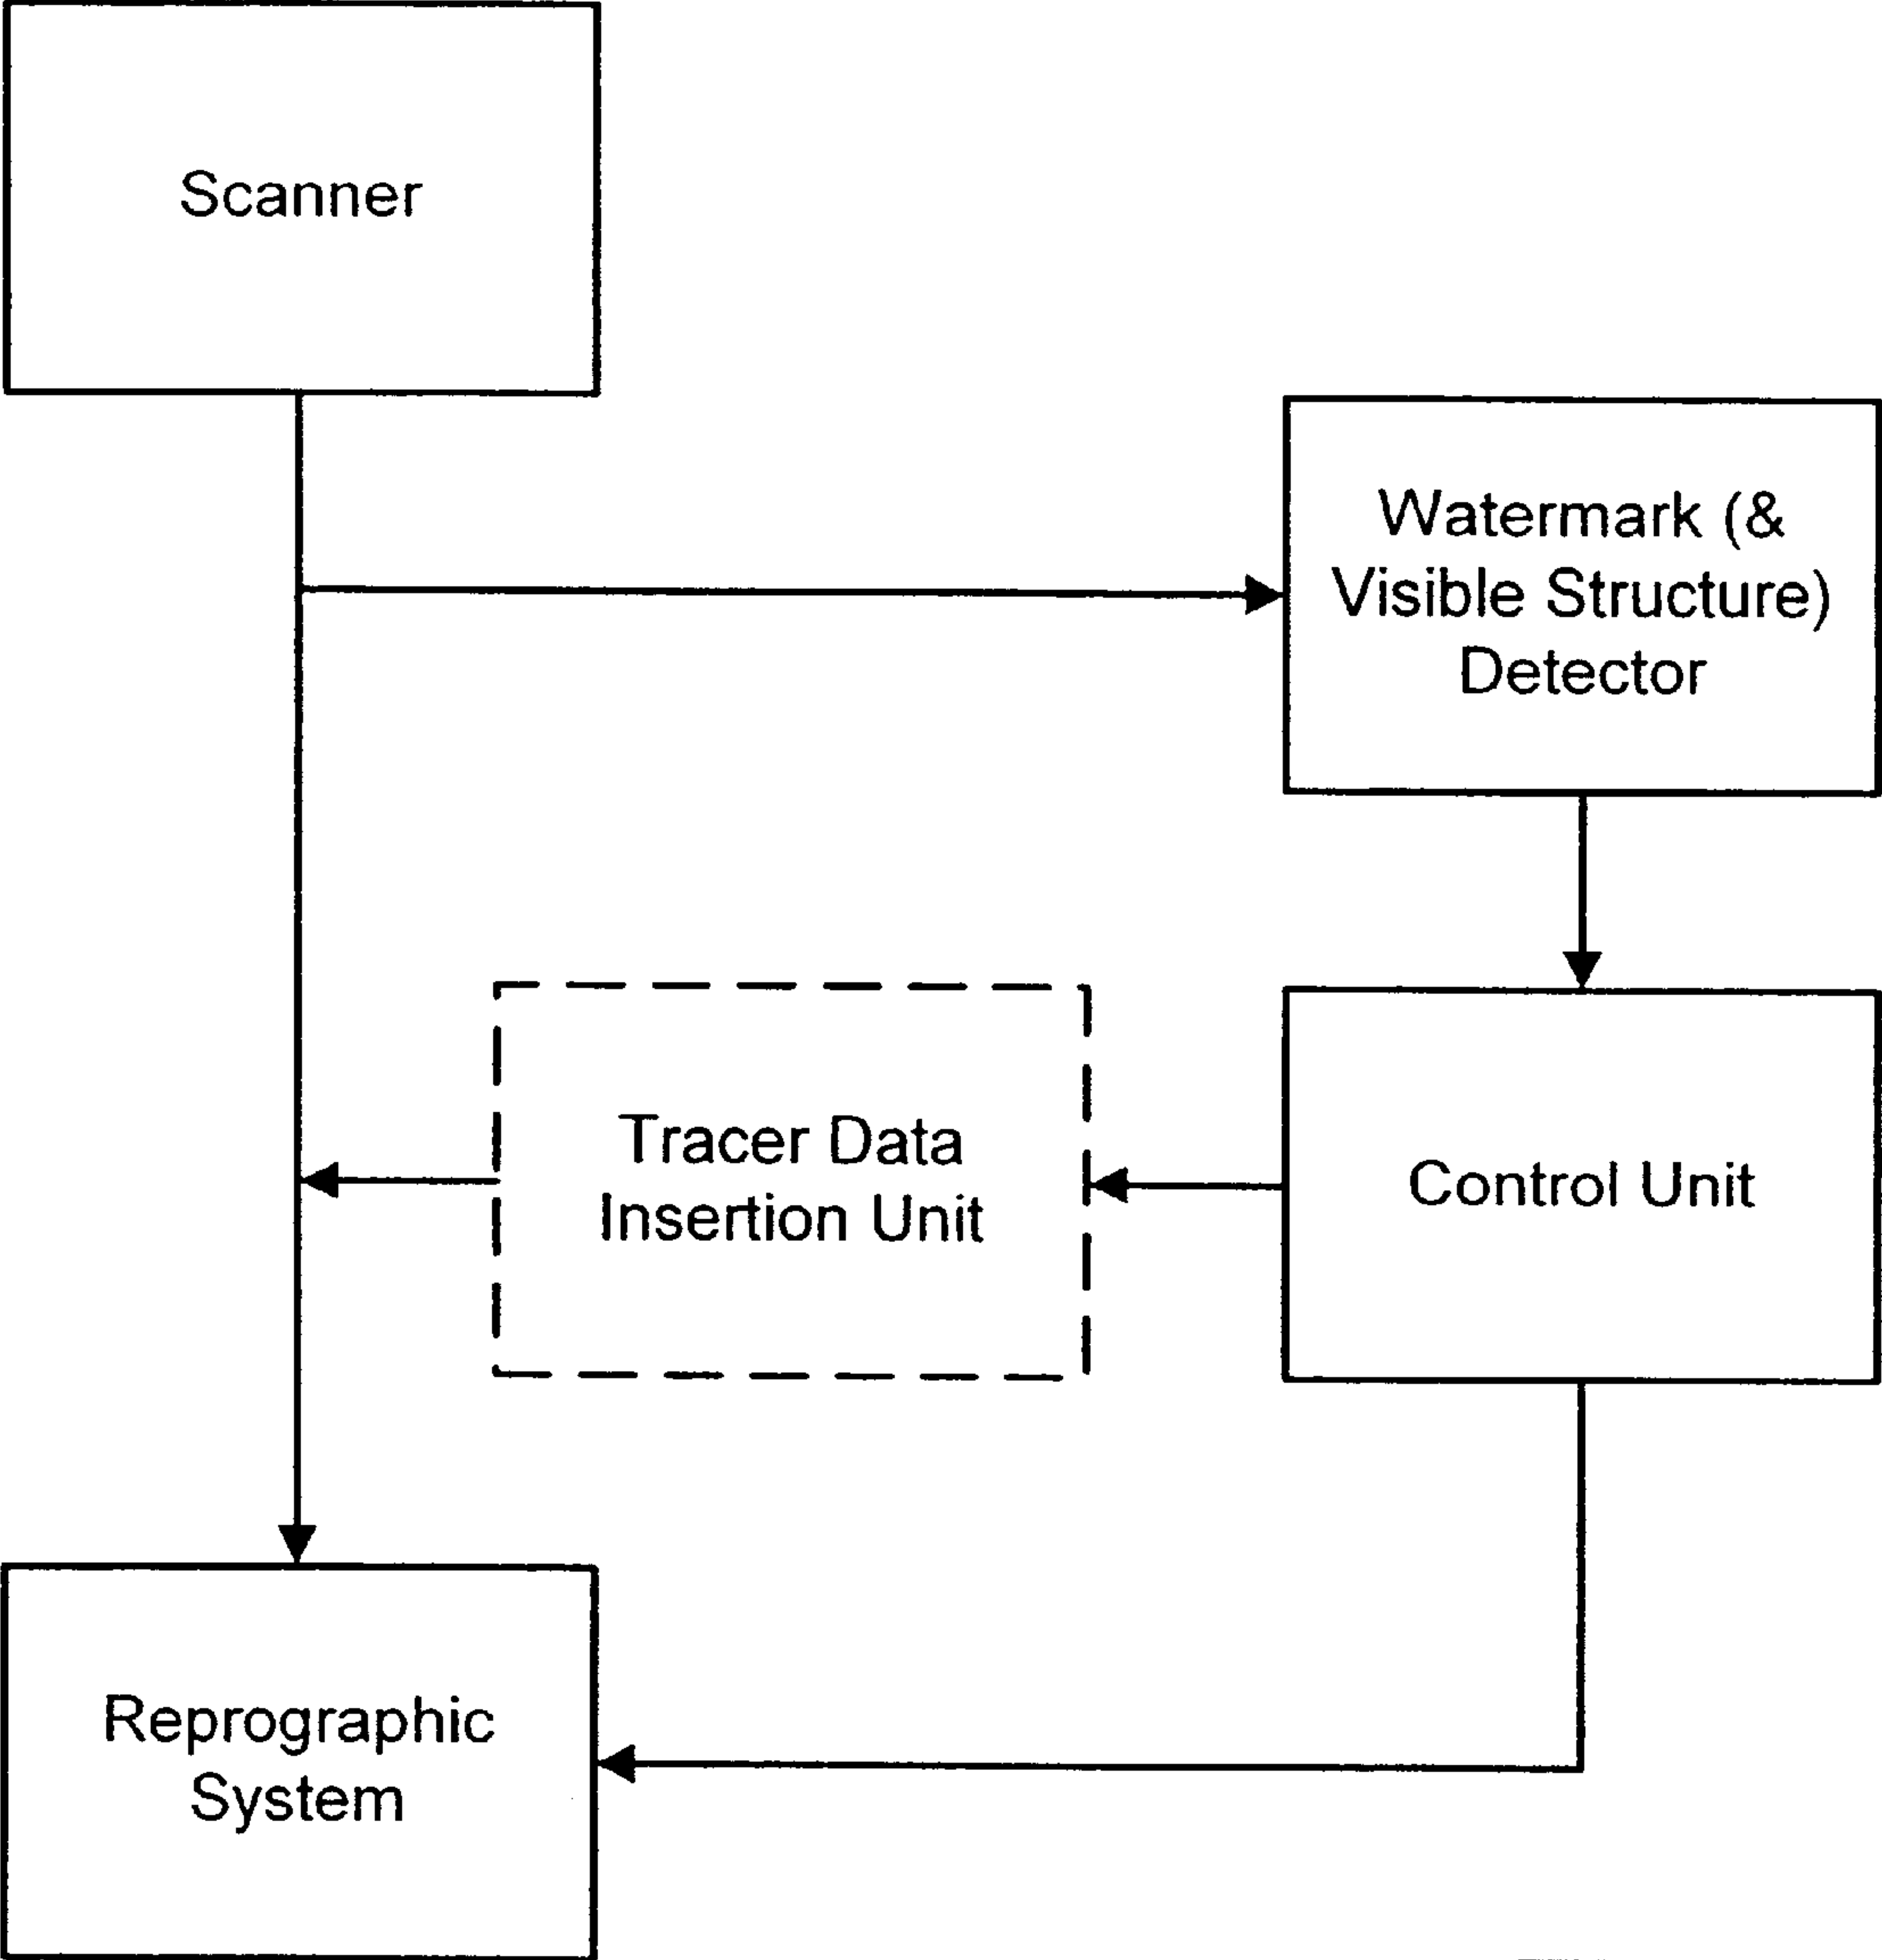 Scanner
Watermark (&
Visible Structure)
Detector
Tracer Data
Insertion Unit
Control Unit
Reprographic
System